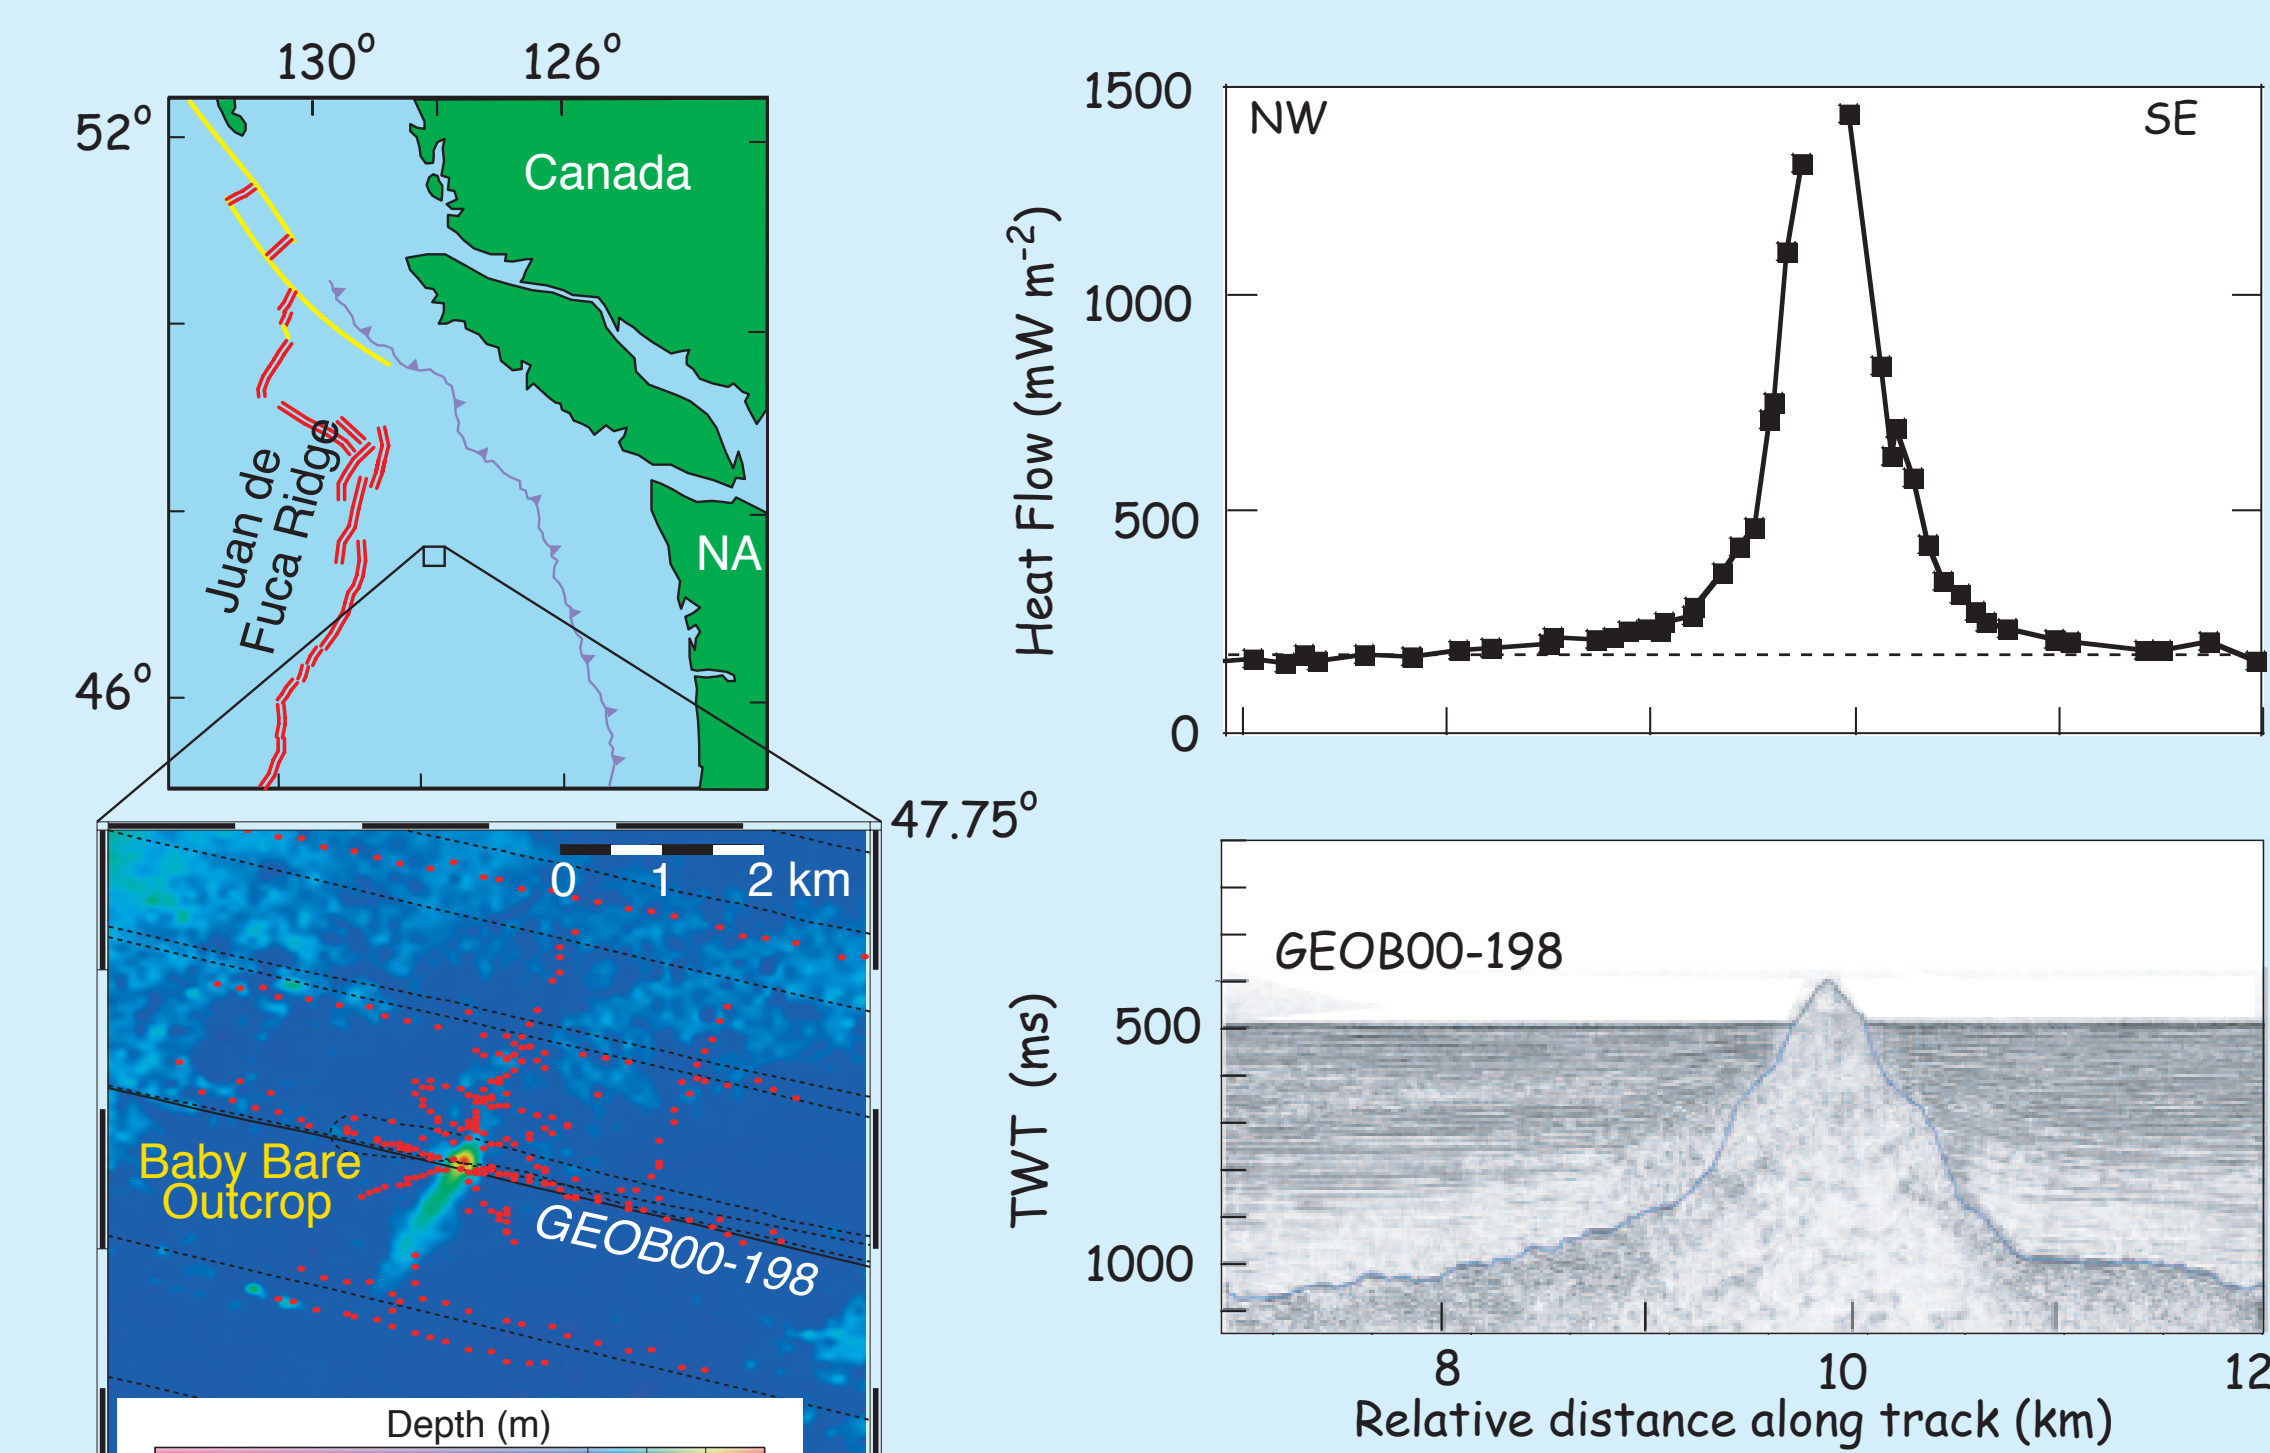 130°
126°
52°
46°
Canada
NA
Juan de
Fuca Ridge
47.75°
0 1 2 km
Baby Bare
Outcrop
GEOB00-198
Depth (m)
1500
1000
500
0
Heat Flow (mW m⁻²)
NW
SE
GEOB00-198
500
1000
TWT (ms)
8
10
12
Relative distance along track (km)